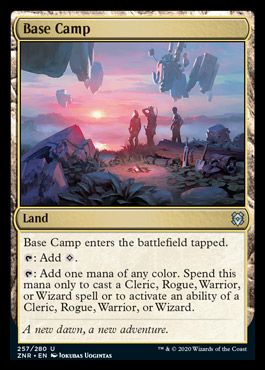 Base Camp
Land
Base Camp enters the battlefield tapped.
: Add .
: Add one mana of any color. Spend this
mana only to cast a Cleric, Rogue, Warrior,
or Wizard spell or to activate an ability of a
Cleric, Rogue, Warrior, or Wizard.
A new dawn, a new adventure.
257/280 U
ZNR • EN Jokubas Uogintas
™ & © 2020 Wizards of the Coast